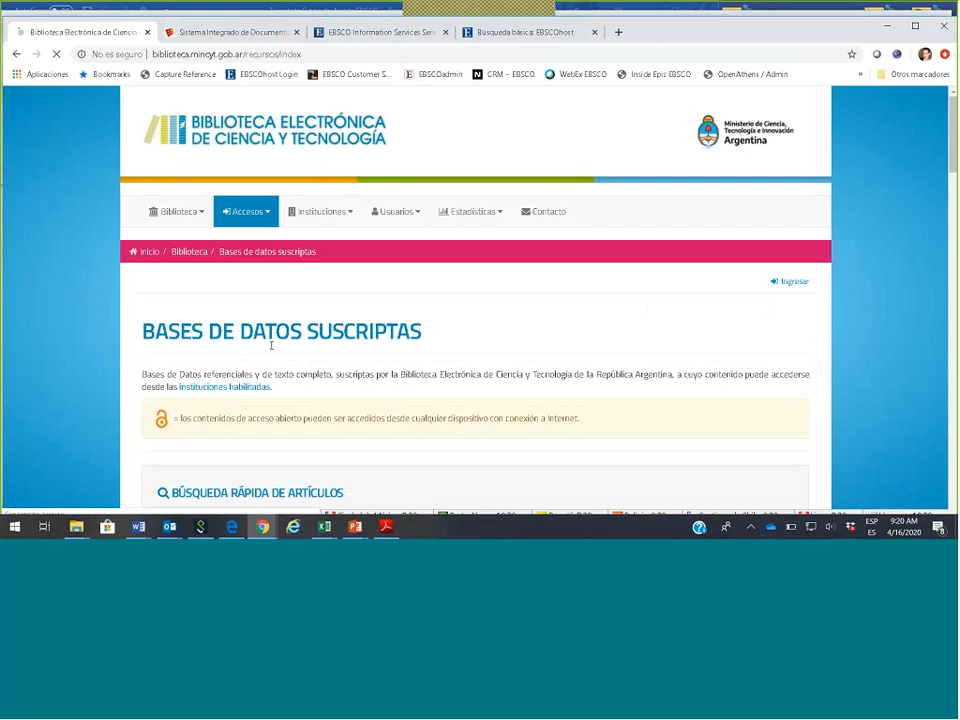 Biblioteca Electrónica de Ciencia
Sistema Integrado de Document
EBSCO Information Services Serv
Búsqueda básica: EBSCOhost
No es seguro | biblioteca.mincyt.gob.ar/recursos/index
Aplicaciones
Bookmarks
Capture Reference
EBSCOhost Login
EBSCO Customer S...
EBSCOadmin
CRM - EBSCO
WebEx EBSCO
Inside Epic EBSCO
OpenAthens / Admin
»
Otros marcadores
BIBLIOTECA ELECTRÓNICA
DE CIENCIA Y TECNOLOGÍA
Ministerio de Ciencia,
Tecnología e Innovación
Argentina
Biblioteca
Accesos
Instituciones
Usuarios
Estadísticas
Contacto
Inicio / Biblioteca / Bases de datos suscriptas
Ingresar
BASES DE DATOS SUSCRIPTAS
Bases de Datos referenciales y de texto completo, suscriptas por la Biblioteca Electrónica de Ciencia y Tecnología de la República Argentina, a cuyo contenido puede accederse
desde las instituciones habilitadas.
= los contenidos de acceso abierto pueden ser accedidos desde cualquier dispositivo con conexión a Internet.
BÚSQUEDA RÁPIDA DE ARTÍCULOS
ESP
ES
9:20 AM
4/16/2020